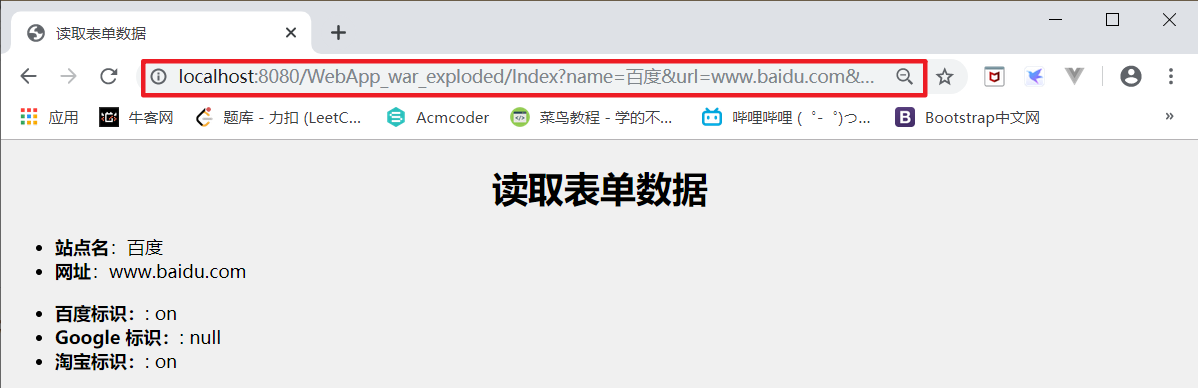 读取表单数据
localhost:8080/WebApp_war_exploded/Index?name=百度&url=www.baidu.com&...
应用 牛客网 题库 - 力扣 (LeetC... Acmcoder 菜鸟教程 - 学的不... 哔哩哔哩 (゜-゜)つ... Bootstrap中文网 »
读取表单数据
• 站点名：百度
• 网址：www.baidu.com
• 百度标识：: on
• Google 标识：: null
• 淘宝标识：: on